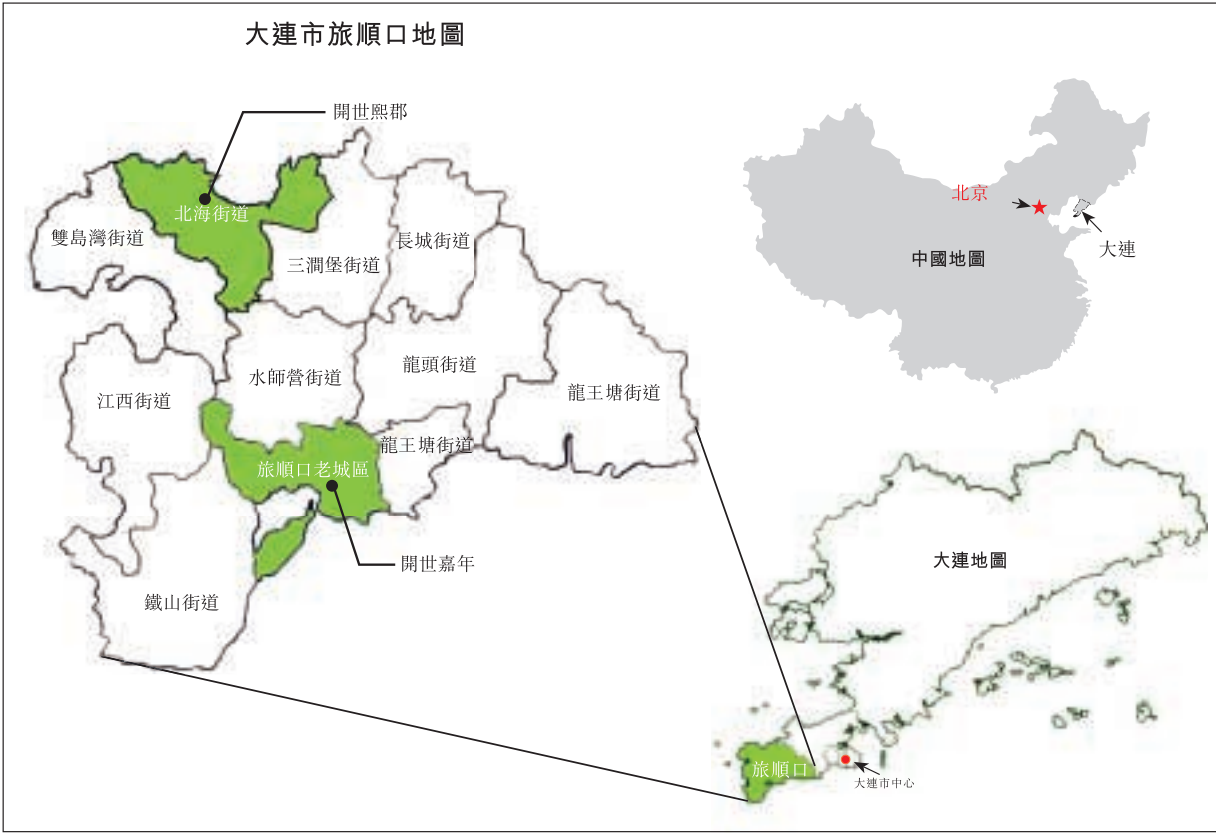 大連市旅順口地圖
開世熙郡
北海街道
雙島灣街道
三澗堡街道
長城街道
水師營街道
龍頭街道
江西街道
龍王塘街道
龍王塘街道
旅順口老城區
開世嘉年
鐵山街道
北京
大連
中國地圖
大連地圖
旅順口
大連市中心